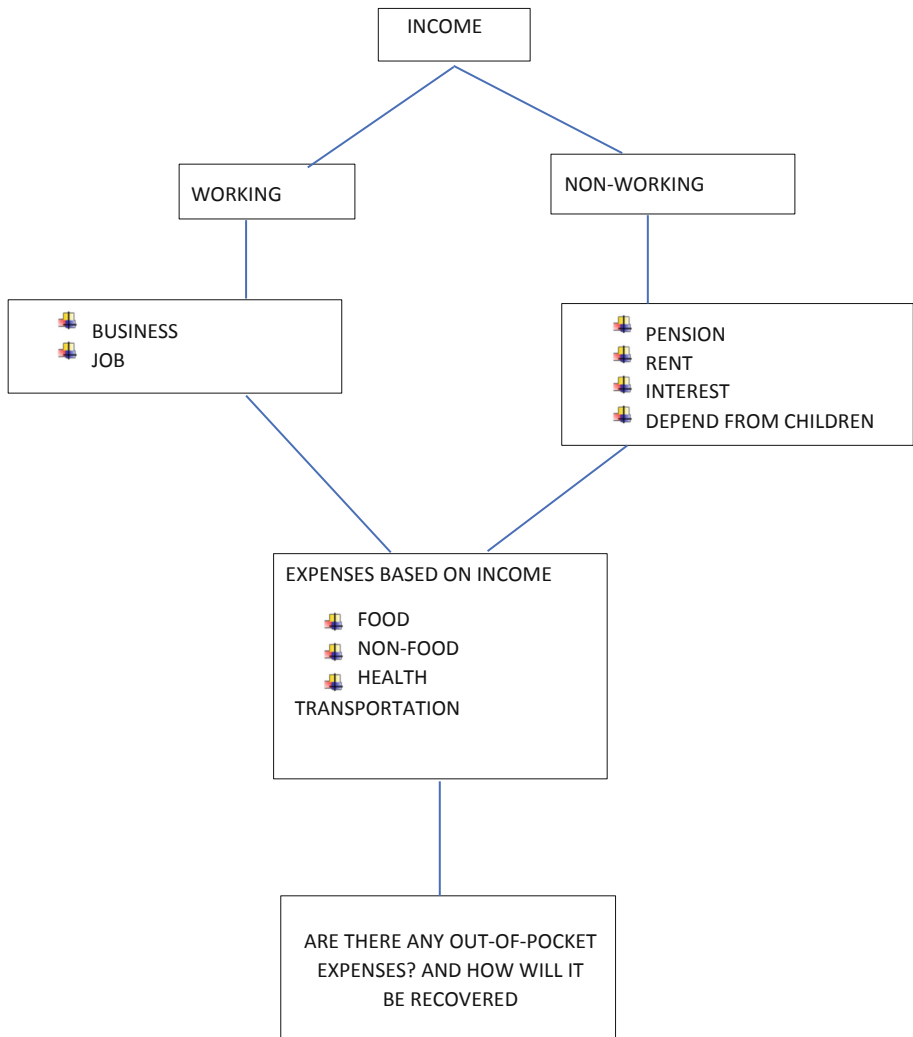 INCOME
WORKING
NON-WORKING
BUSINESS
JOB
PENSION
RENT
INTEREST
DEPEND FROM CHILDREN
EXPENSES BASED ON INCOME
FOOD
NON-FOOD
HEALTH
TRANSPORTATION
ARE THERE ANY OUT-OF-POCKET
EXPENSES? AND HOW WILL IT
BE RECOVERED